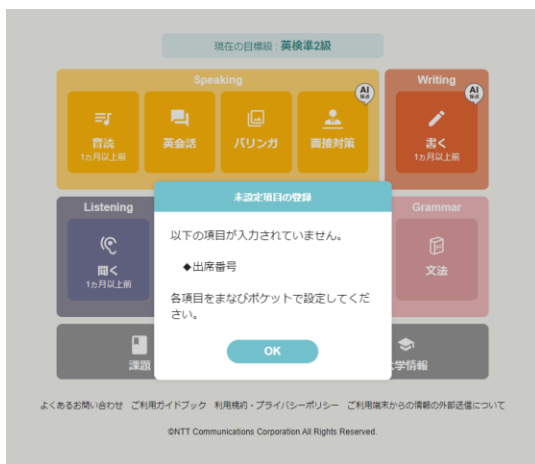 現在の目標級 : 英検準2級
Speaking
Writing
AI
AI
音読
1カ月以上前
英会話
パリンガ
面接対策
書く
1カ月以上前
未設定項目の登録
Listening
Grammar
以下の項目が入力されていません。
◆出席番号
各項目をまなびポケットで設定してくだ
さい。
OK
聞く
1カ月以上前
文法
課題
学情報
よくあるお問い合わせ ご利用ガイドブック 利用規約・プライバシーポリシー ご利用端末からの情報の外部送信について
©NTT Communications Corporation All Rights Reserved.